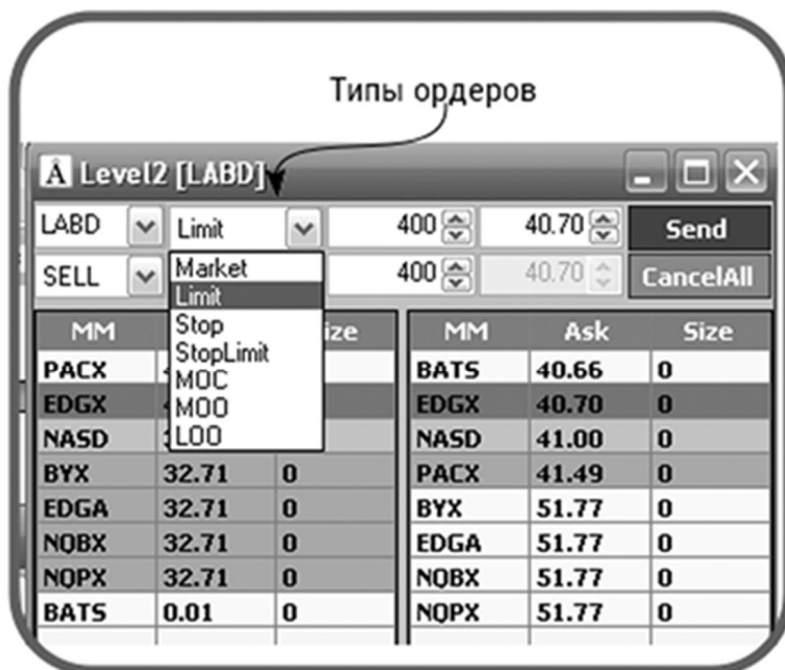 Типы ордеров
Level2 [LABD]
LABD Limit 400 40.70 Send
SELL 400 40.70 CancelAll
Market
Limit
Stop
StopLimit
MOC
MOO
LOO
MM ize MM Ask Size
PACX BATS 40.66 0
EDGX EDGX 40.70 0
NASD NASD 41.00 0
BYX 32.71 0 PACX 41.49 0
EDGA 32.71 0 BYX 51.77 0
NQBX 32.71 0 EDGA 51.77 0
NQPX 32.71 0 NQBX 51.77 0
BATS 0.01 0 NQPX 51.77 0